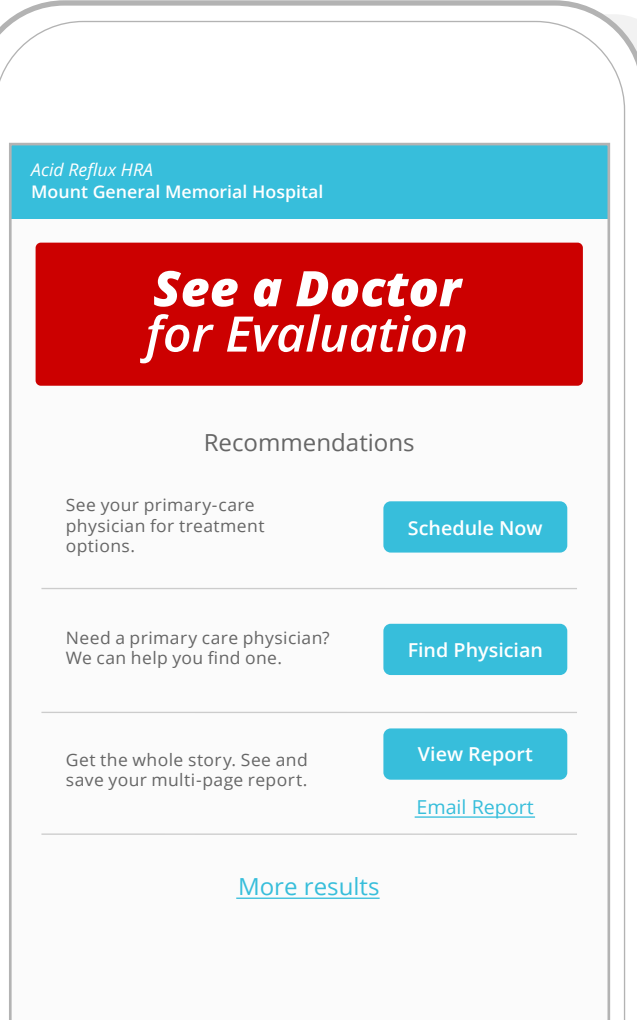 Acid Reflux HRA
Mount General Memorial Hospital
See a Doctor
for Evaluation
Recommendations
See your primary-care
physician for treatment
options.
Schedule Now
Need a primary care physician?
We can help you find one.
Find Physician
Get the whole story. See and
save your multi-page report.
View Report
Email Report
More results